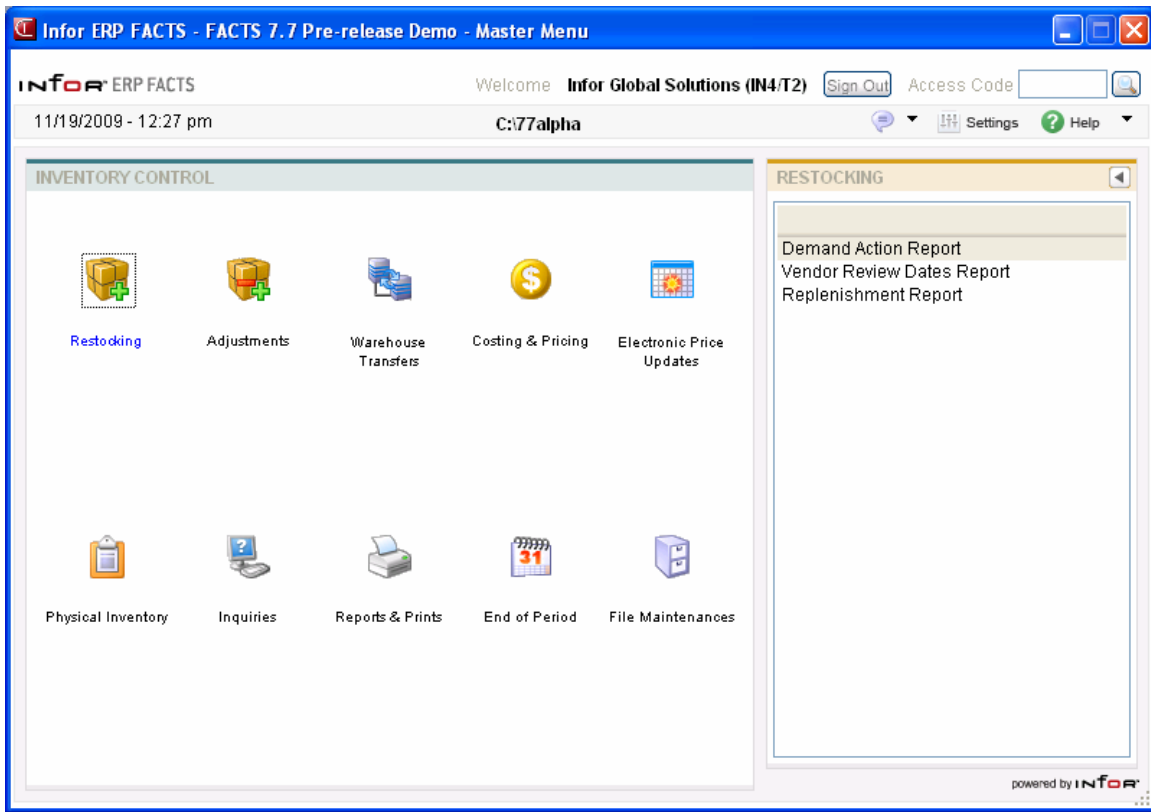 Infor ERP FACTS - FACTS 7.7 Pre-release Demo - Master Menu
infor ERP FACTS
Welcome Infor Global Solutions (IN4/T2) Sign Out Access Code
11/19/2009 - 12:27 pm C:\77alpha Settings Help
INVENTORY CONTROL
Restocking
Adjustments
Warehouse
Transfers
Costing & Pricing
Electronic Price
Updates
Physical Inventory
Inquiries
Reports & Prints
31
End of Period
File Maintenances
RESTOCKING
Demand Action Report
Vendor Review Dates Report
Replenishment Report
powered by infor